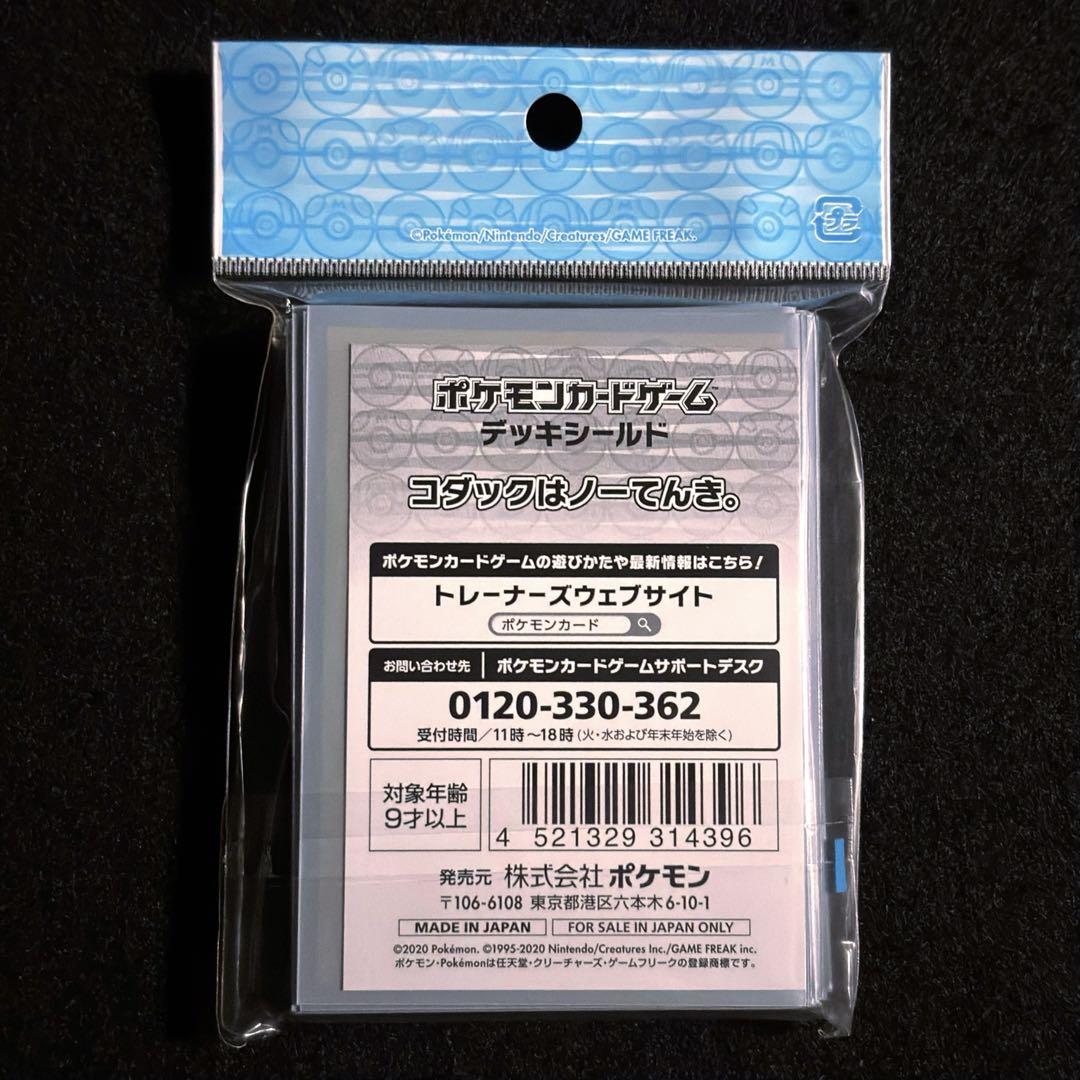 ©Pokémon/Nintendo/Creatures/GAME FREAK.
プラ
ポケモンカードゲーム™
デッキシールド
コダックはノーてんき。
ポケモンカードゲームの遊びかたや最新情報はこちら！
トレーナーズウェブサイト
ポケモンカード
お問い合わせ先 ポケモンカードゲームサポートデスク
0120-330-362
受付時間／11時～18時（火・水および年末年始を除く）
対象年齢
9才以上
4 521329 314396
発売元 株式会社 ポケモン
〒106-6108 東京都港区六本木6-10-1
MADE IN JAPAN FOR SALE IN JAPAN ONLY
©2020 Pokémon. ©1995-2020 Nintendo/Creatures Inc./GAME FREAK inc.
ポケモン・Pokémonは任天堂・クリーチャーズ・ゲームフリークの登録商標です。